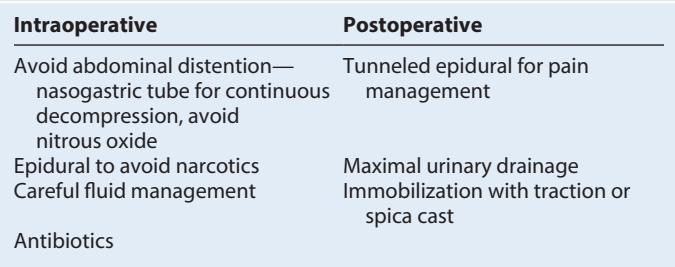 Intraoperative Postoperative
Avoid abdominal distention— Tunneled epidural for pain
nasogastric tube for continuous management
decompression, avoid
nitrous oxide
Epidural to avoid narcotics Maximal urinary drainage
Careful fluid management Immobilization with traction or
spica cast
Antibiotics